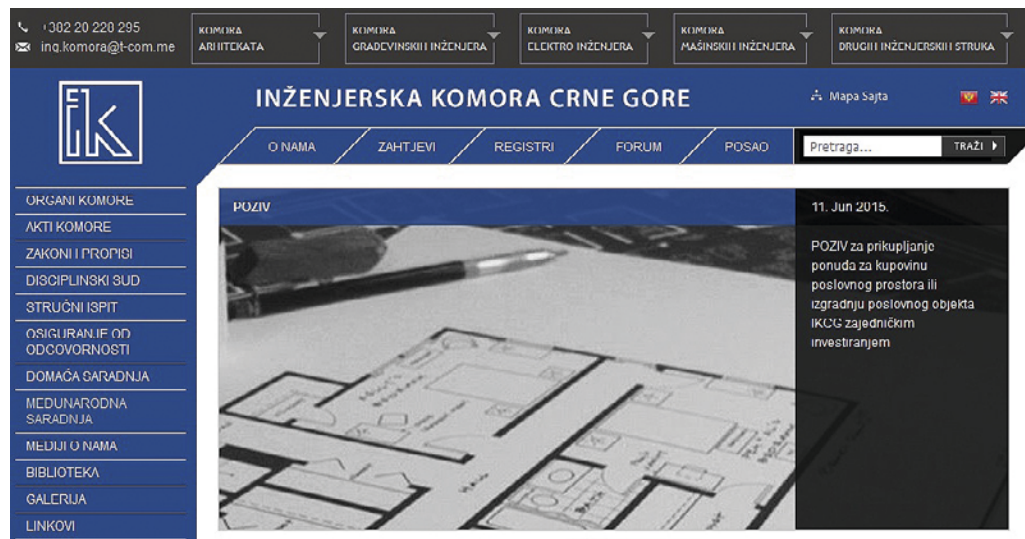 +382 20 220 295
ing.komora@t-com.me
KOMORA
ARHITEKATA
KOMORA
GRAĐEVINSKIH INŽENJERA
KOMORA
ELEKTRO INŽENJERA
KOMORA
MAŠINSKIH INŽENJERA
KOMORA
DRUGIH INŽENJERSKIH STRUKA
INŽENJERSKA KOMORA CRNE GORE
Mapa Sajta
O NAMA
ZAHTJEVI
REGISTRI
FORUM
POSAO
Pretraga...
TRAŽI
ORGANI KOMORE
AKTI KOMORE
ZAKONI I PROPISI
DISCIPLINSKI SUD
STRUČNI ISPIT
OSIGURANJE OD
ODGOVORNOSTI
DOMAĆA SARADNJA
MEĐUNARODNA
SARADNJA
MEDIJI O NAMA
BIBLIOTEKA
GALERIJA
LINKOVI
POZIV
11. Jun 2015.
POZIV za prikupljanje
ponuda za kupovinu
poslovnog prostora ili
izgradnju poslovnog objekta
IKCG zajedničkim
investiranjem
HALL
BATH